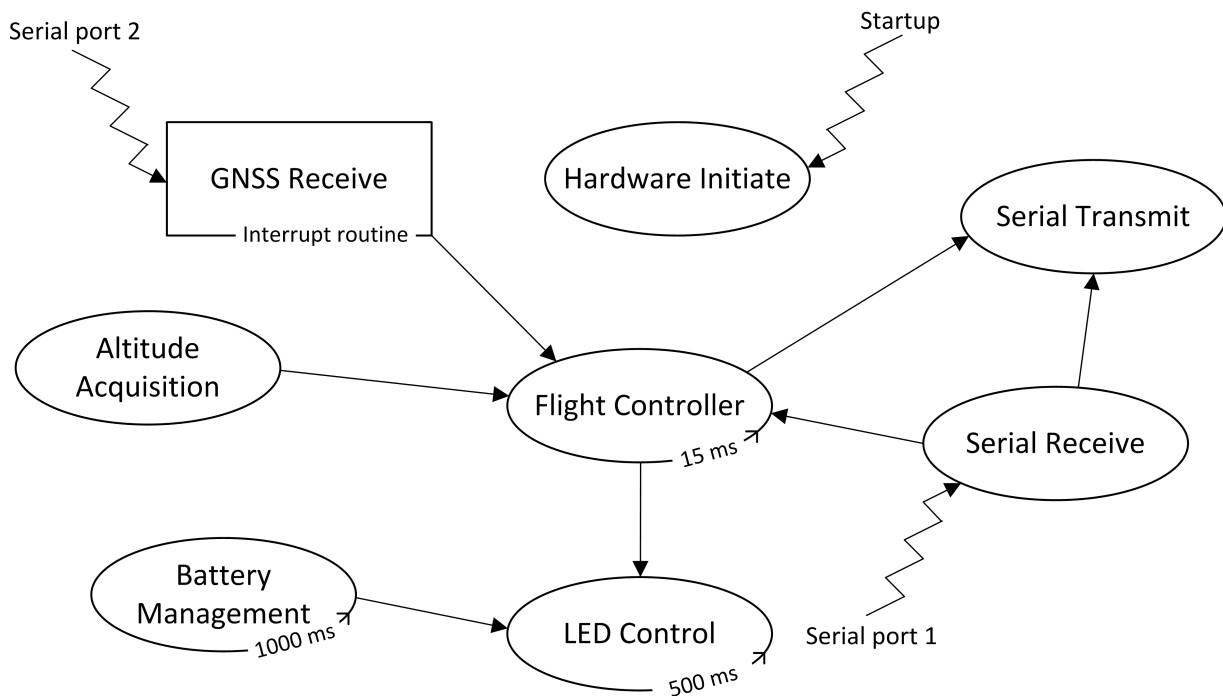 Serial port 2
Startup
GNSS Receive
Interrupt routine
Hardware Initiate
Serial Transmit
Altitude
Acquisition
Flight Controller
15 ms
Serial Receive
Battery
Management
1000 ms
LED Control
500 ms
Serial port 1